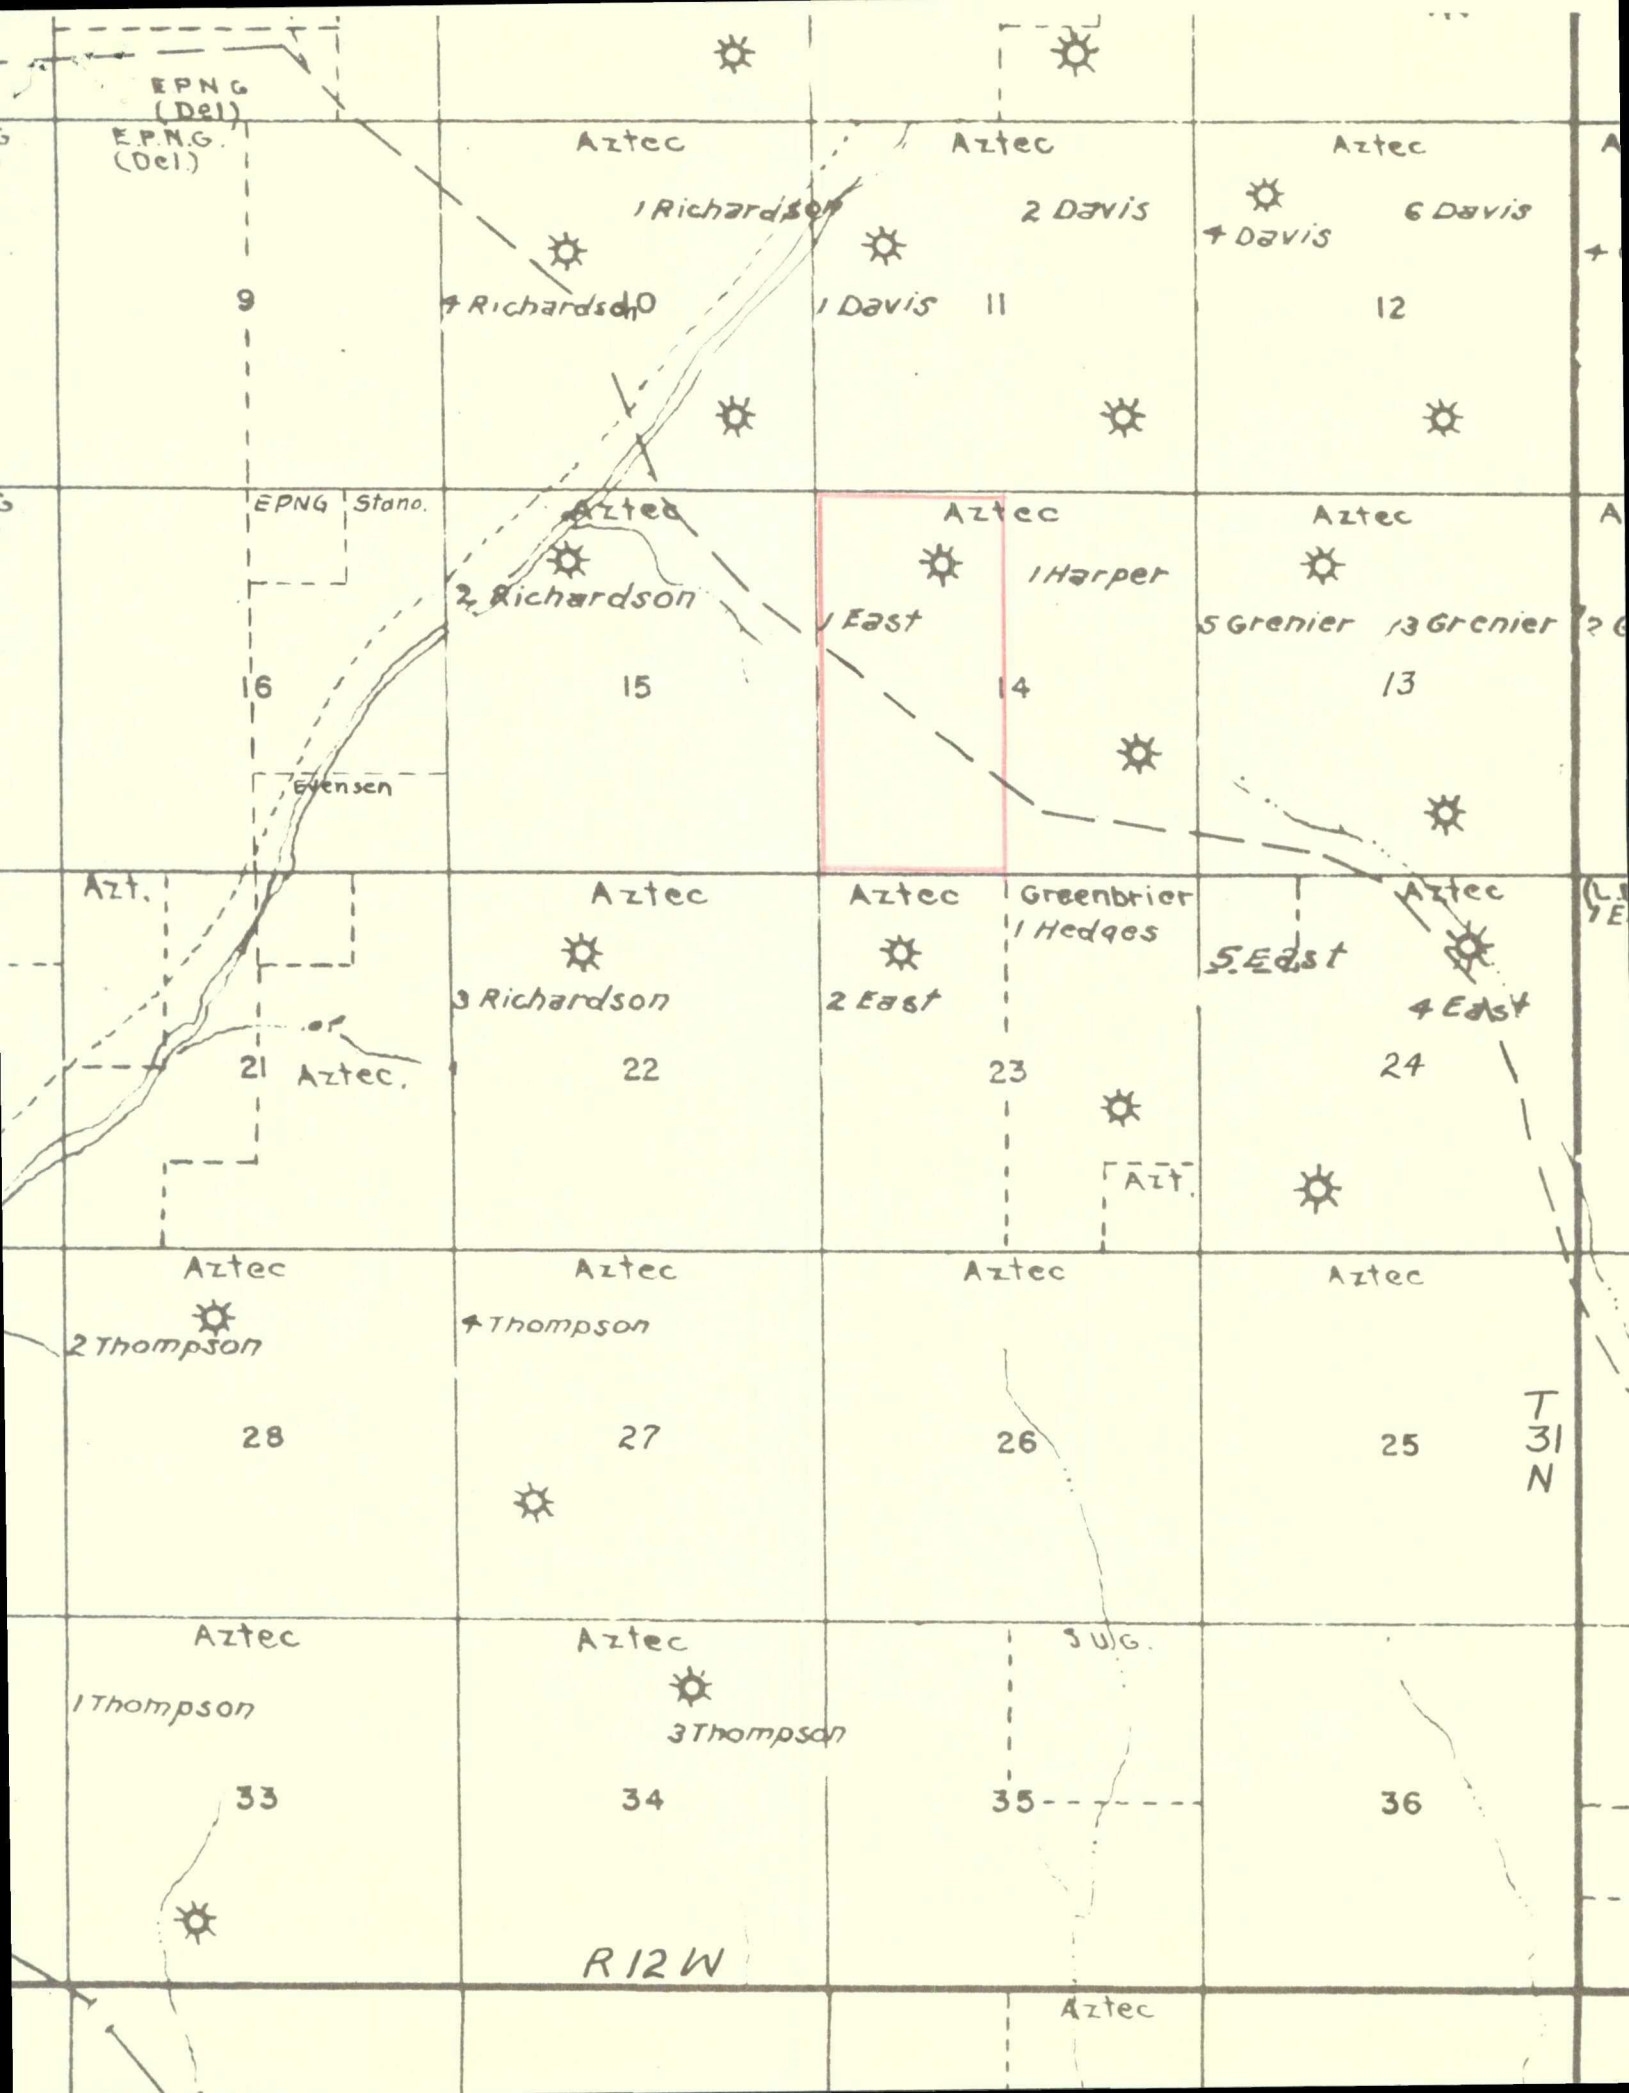 EPNG
(Del)
E.P.N.G.
(Del.)
Aztec
Aztec
Aztec
1 Richardson
2 Davis
4 Davis
6 Davis
9
4 Richardson
10
1 Davis
11
12
EPNG
Stano.
Aztec
Aztec
Aztec
2 Richardson
1 East
1 Harper
5 Grenier
13 Grenier
16
15
14
13
Evensen
Azt.
Aztec
Aztec
Greenbrier
1 Hedges
Aztec
5 East
3 Richardson
2 East
4 East
21
Aztec.
22
23
24
Azt.
Aztec
Aztec
Aztec
Aztec
2 Thompson
4 Thompson
28
27
26
25
T
31
N
Aztec
Aztec
S U G.
1 Thompson
3 Thompson
33
34
35
36
R 12 W
Aztec